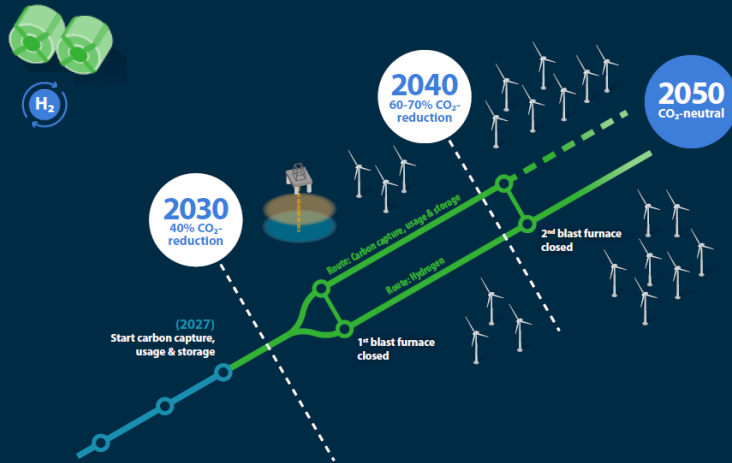 H₂
2040
60-70% CO₂-
reduction
2050
CO₂-neutral
2030
40% CO₂-
reduction
Route: Carbon capture, usage & storage
Route: Hydrogen
2nd blast furnace
closed
(2027)
Start carbon capture,
usage & storage
1st blast furnace
closed